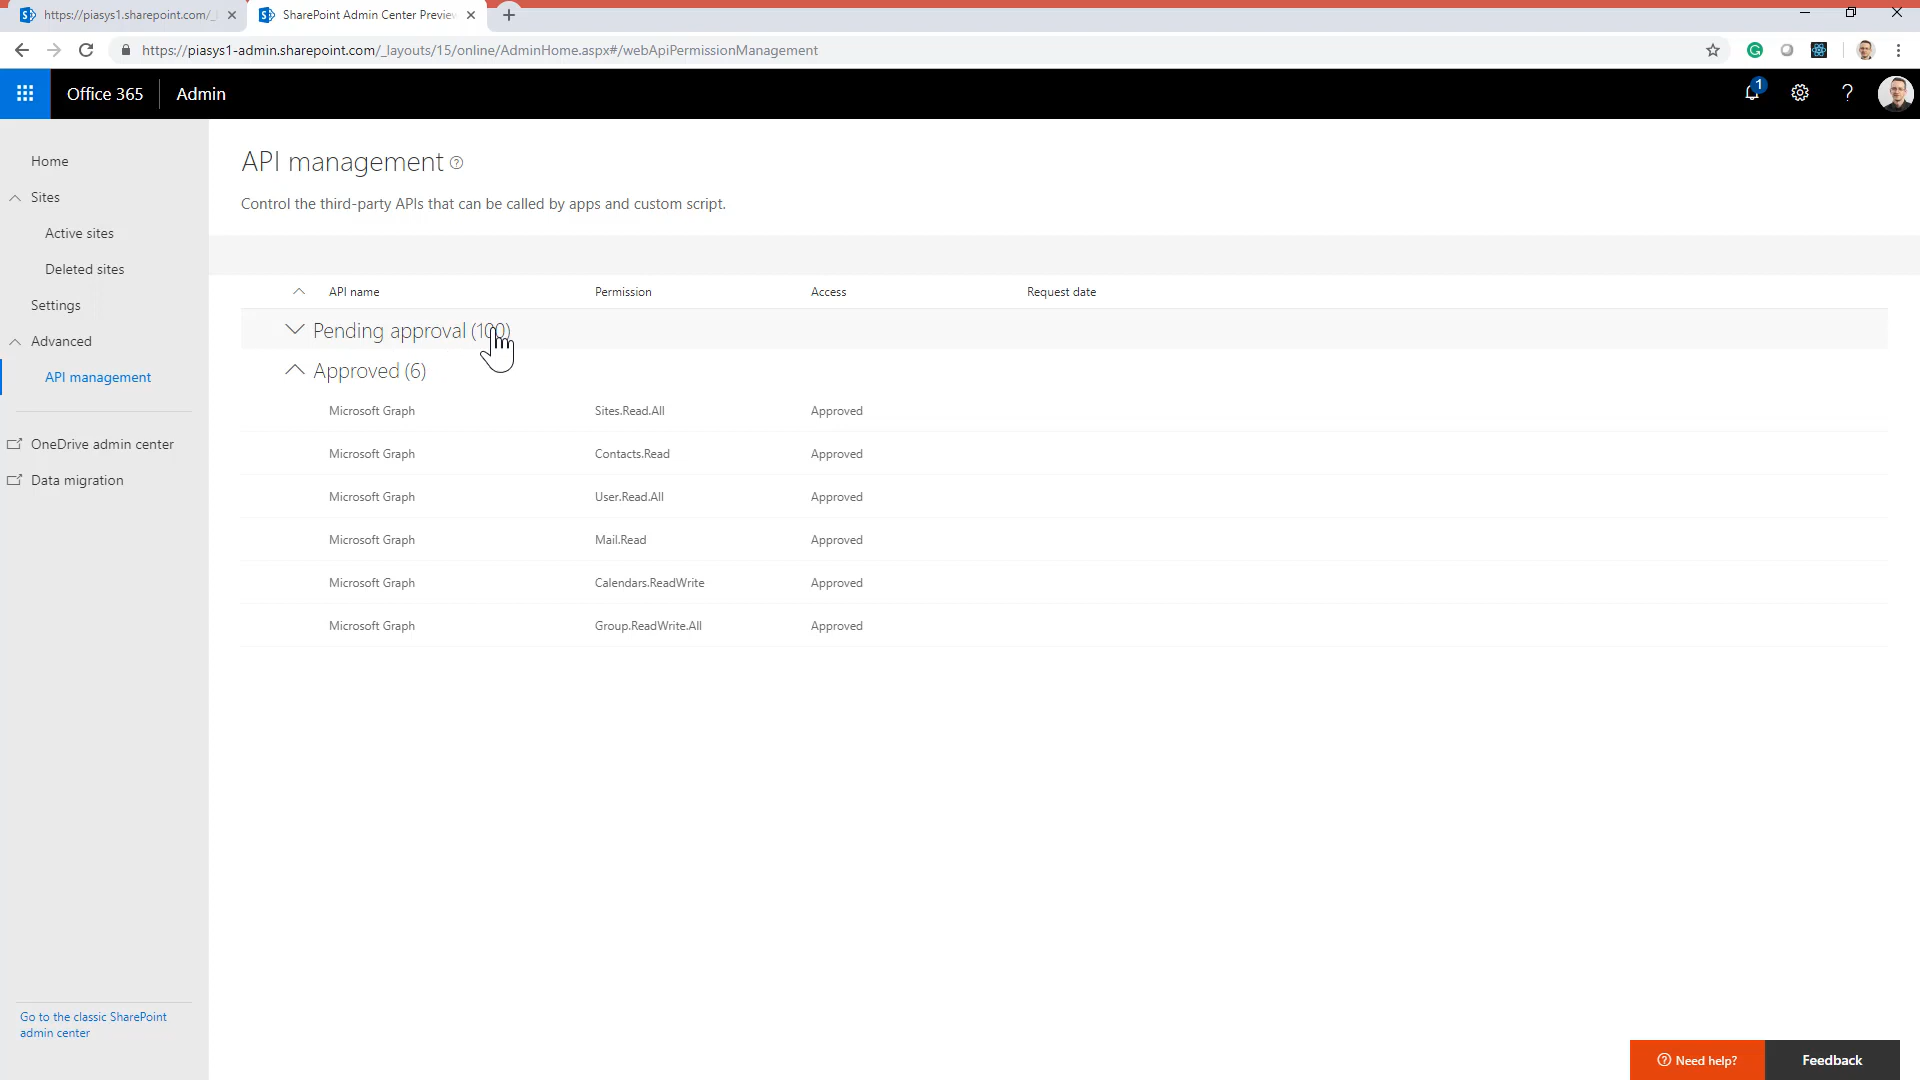 https://piasys1.sharepoint.com/_l
SharePoint Admin Center Preview
https://piasys1-admin.sharepoint.com/_layouts/15/online/AdminHome.aspx#/webApiPermissionManagement
Office 365
Admin
1
Home
Sites
Active sites
Deleted sites
Settings
Advanced
API management
OneDrive admin center
Data migration
Go to the classic SharePoint
admin center
API management
Control the third-party APIs that can be called by apps and custom script.
API name Permission Access Request date
Pending approval (100)
Approved (6)
Microsoft Graph Sites.Read.All Approved
Microsoft Graph Contacts.Read Approved
Microsoft Graph User.Read.All Approved
Microsoft Graph Mail.Read Approved
Microsoft Graph Calendars.ReadWrite Approved
Microsoft Graph Group.ReadWrite.All Approved
Need help?
Feedback